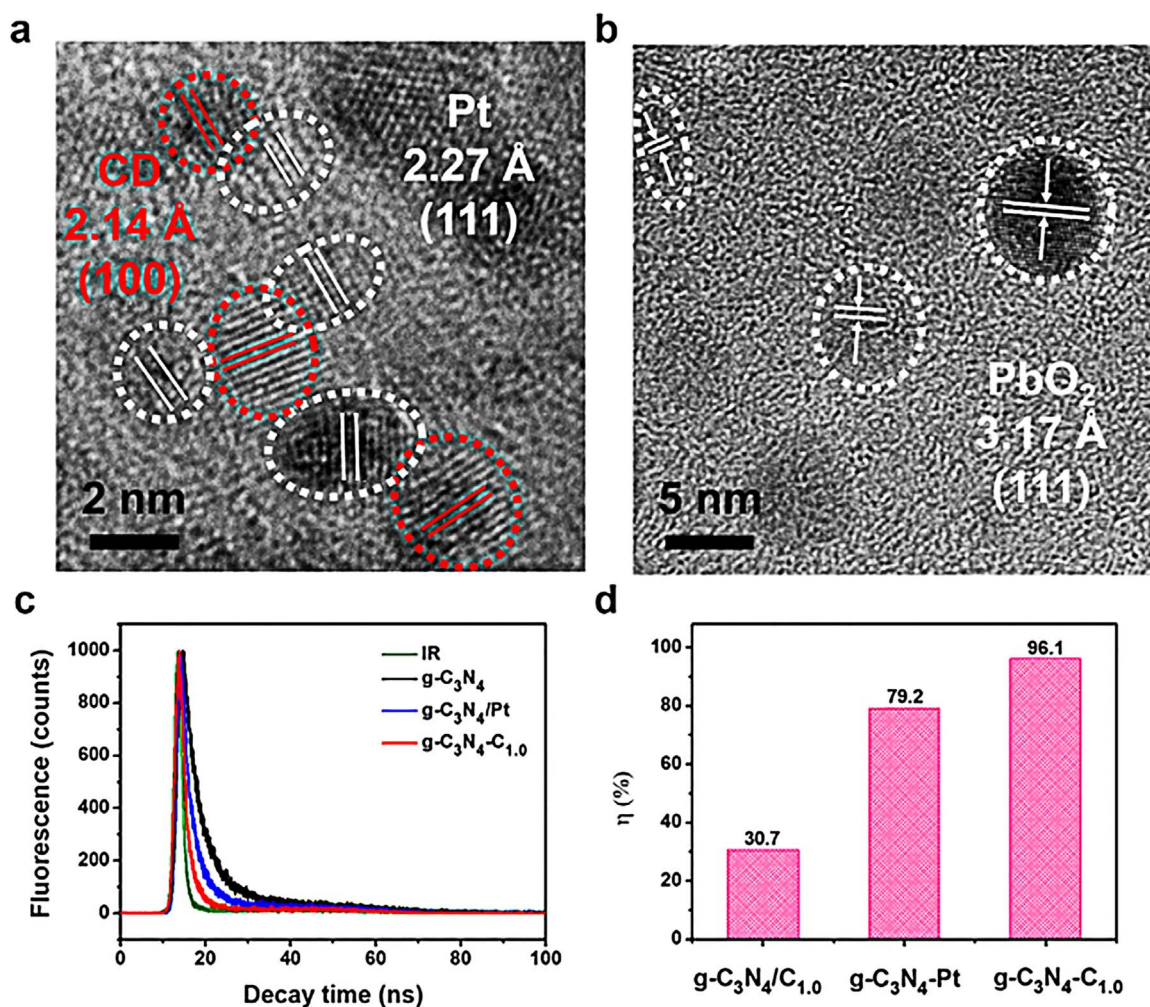 a
CD
2.14 Å
(100)
Pt
2.27 Å
(111)
2 nm
b
PbO₂
3.17 Å
(111)
5 nm
c
Fluorescence (counts)
1000
800
600
400
200
0
IR
g-C₃N₄
g-C₃N₄/Pt
g-C₃N₄-C₁.₀
0 20 40 60 80 100
Decay time (ns)
d
η (%)
100
80
60
40
20
0
30.7
79.2
96.1
g-C₃N₄/C₁.₀ g-C₃N₄-Pt g-C₃N₄-C₁.₀